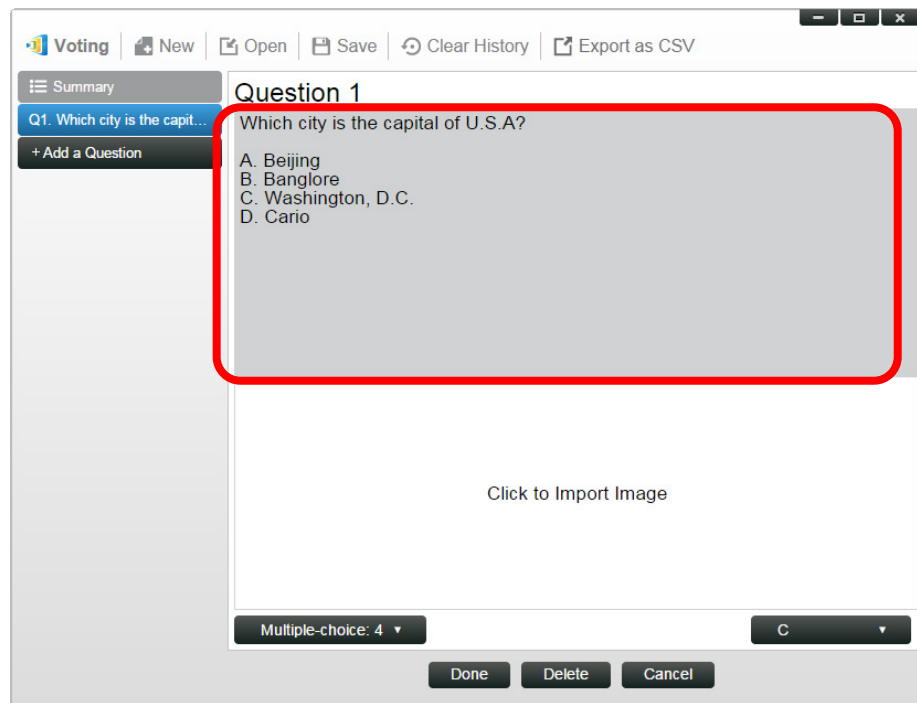 Voting New Open Save Clear History Export as CSV
Summary
Q1. Which city is the capit...
+ Add a Question
Question 1
Which city is the capital of U.S.A?
A. Beijing
B. Banglore
C. Washington, D.C.
D. Cario
Click to Import Image
Multiple-choice: 4
C
Done Delete Cancel